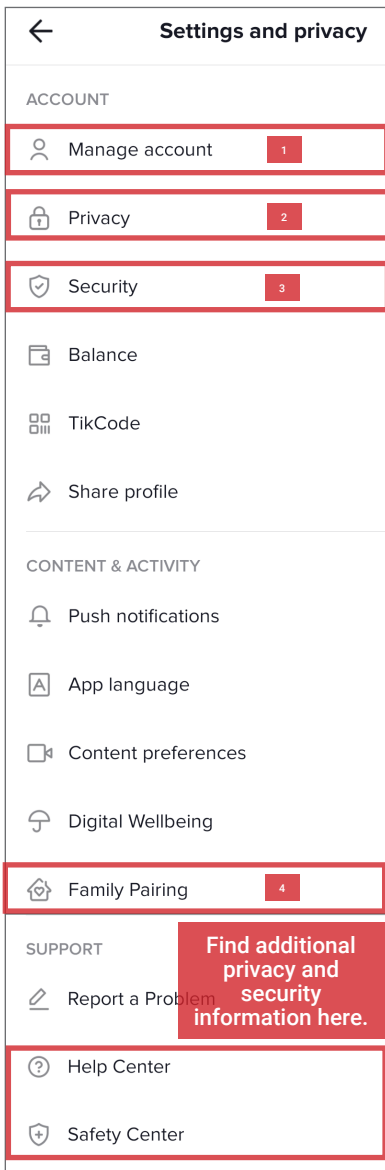 Settings and privacy
ACCOUNT
Manage account 1
Privacy 2
Security 3
Balance
TikCode
Share profile
CONTENT & ACTIVITY
Push notifications
A App language
Content preferences
Digital Wellbeing
Family Pairing 4
SUPPORT
Report a Problem
Find additional
privacy and
security
information here.
Help Center
Safety Center